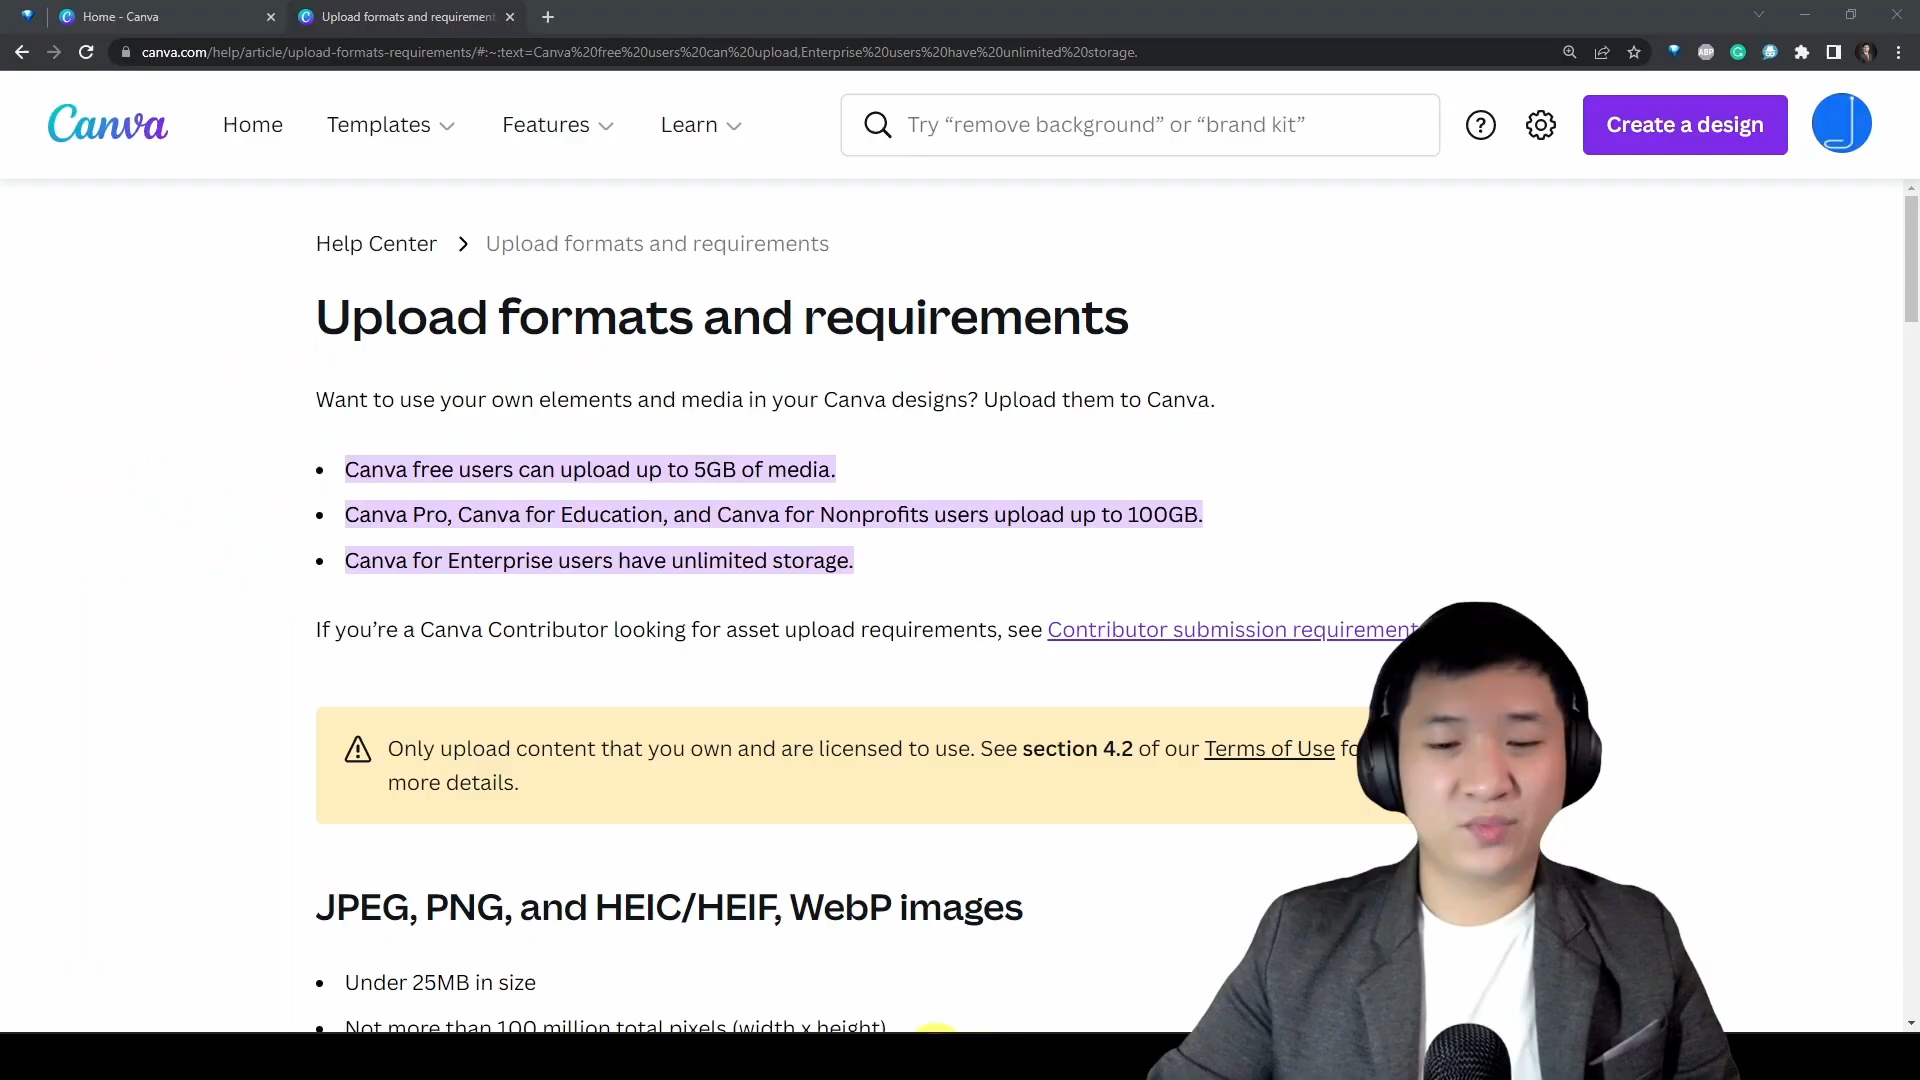 Home - Canva
Upload formats and requirement
canva.com/help/article/upload-formats-requirements/#:~:text=Canva%20free%20users%20can%20upload,Enterprise%20users%20have%20unlimited%20storage.
ABP
Canva
Home
Templates
Features
Learn
Try “remove background” or “brand kit”
Create a design
Help Center
Upload formats and requirements
Upload formats and requirements
Want to use your own elements and media in your Canva designs? Upload them to Canva.
Canva free users can upload up to 5GB of media.
Canva Pro, Canva for Education, and Canva for Nonprofits users upload up to 100GB.
Canva for Enterprise users have unlimited storage.
If you’re a Canva Contributor looking for asset upload requirements, see Contributor submission requirement
Only upload content that you own and are licensed to use. See section 4.2 of our Terms of Use fo
more details.
JPEG, PNG, and HEIC/HEIF, WebP images
Under 25MB in size
Not more than 100 million total pixels (width x height)